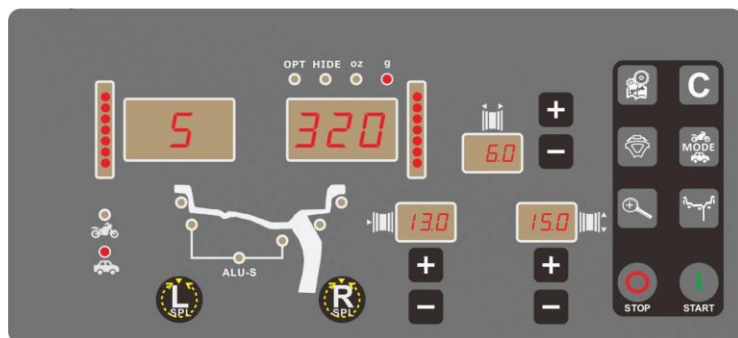 OPT HIDE oz g
5
320
6.0
+
-
C
MODE
13.0
15.0
ALU-S
+
-
+
-
L
SPL
R
SPL
STOP
START